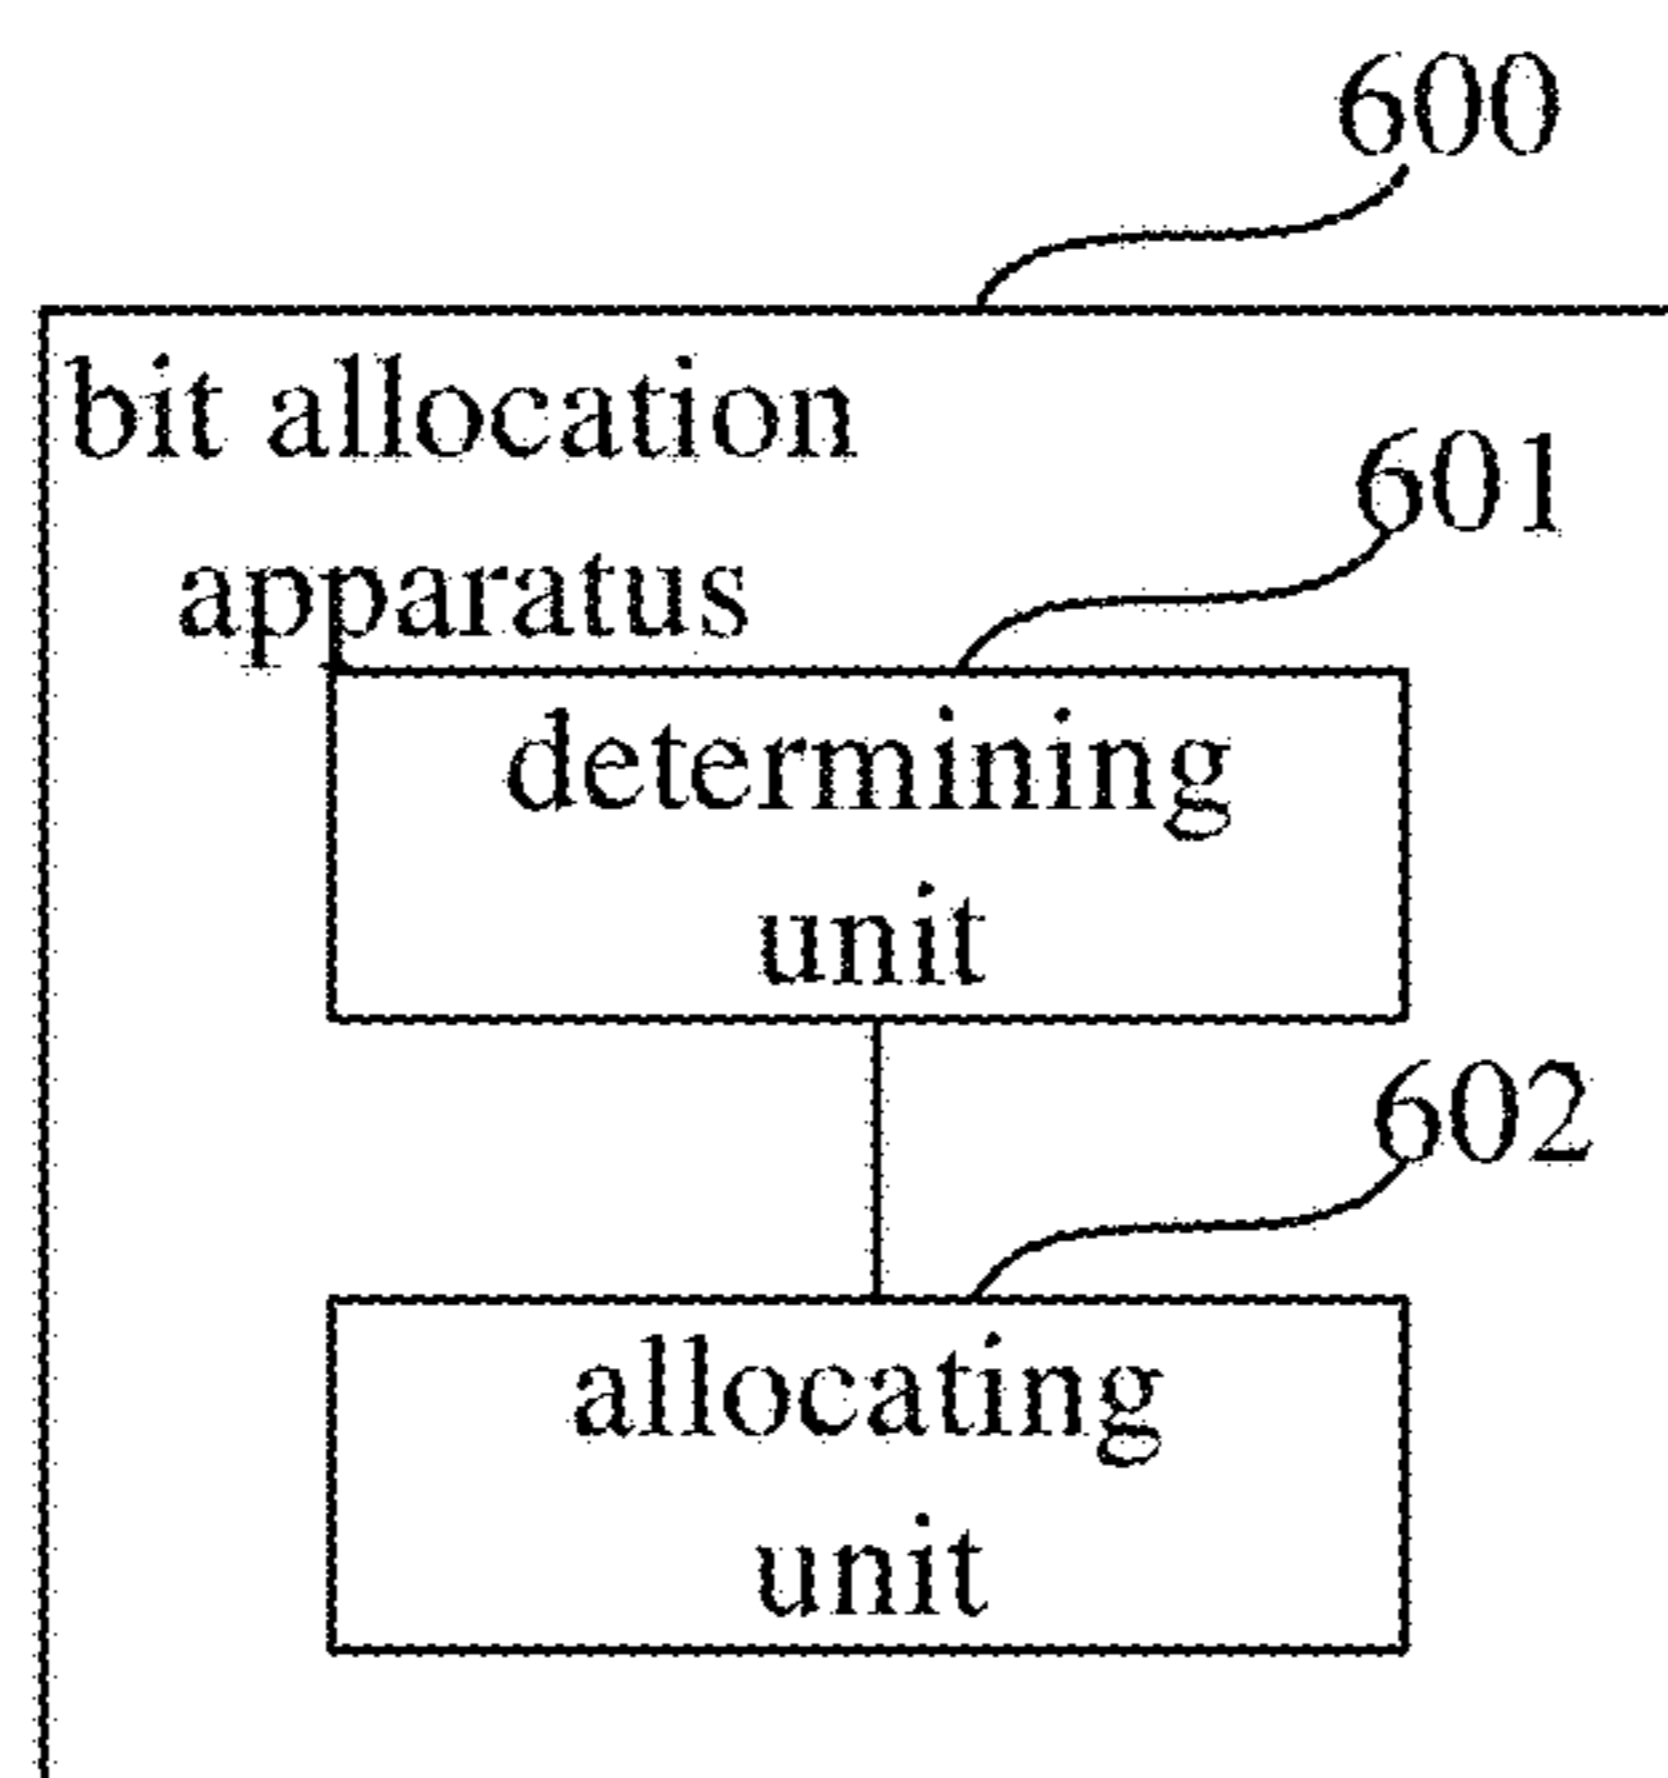 600
bit allocation
apparatus
601
determining
unit
602
allocating
unit